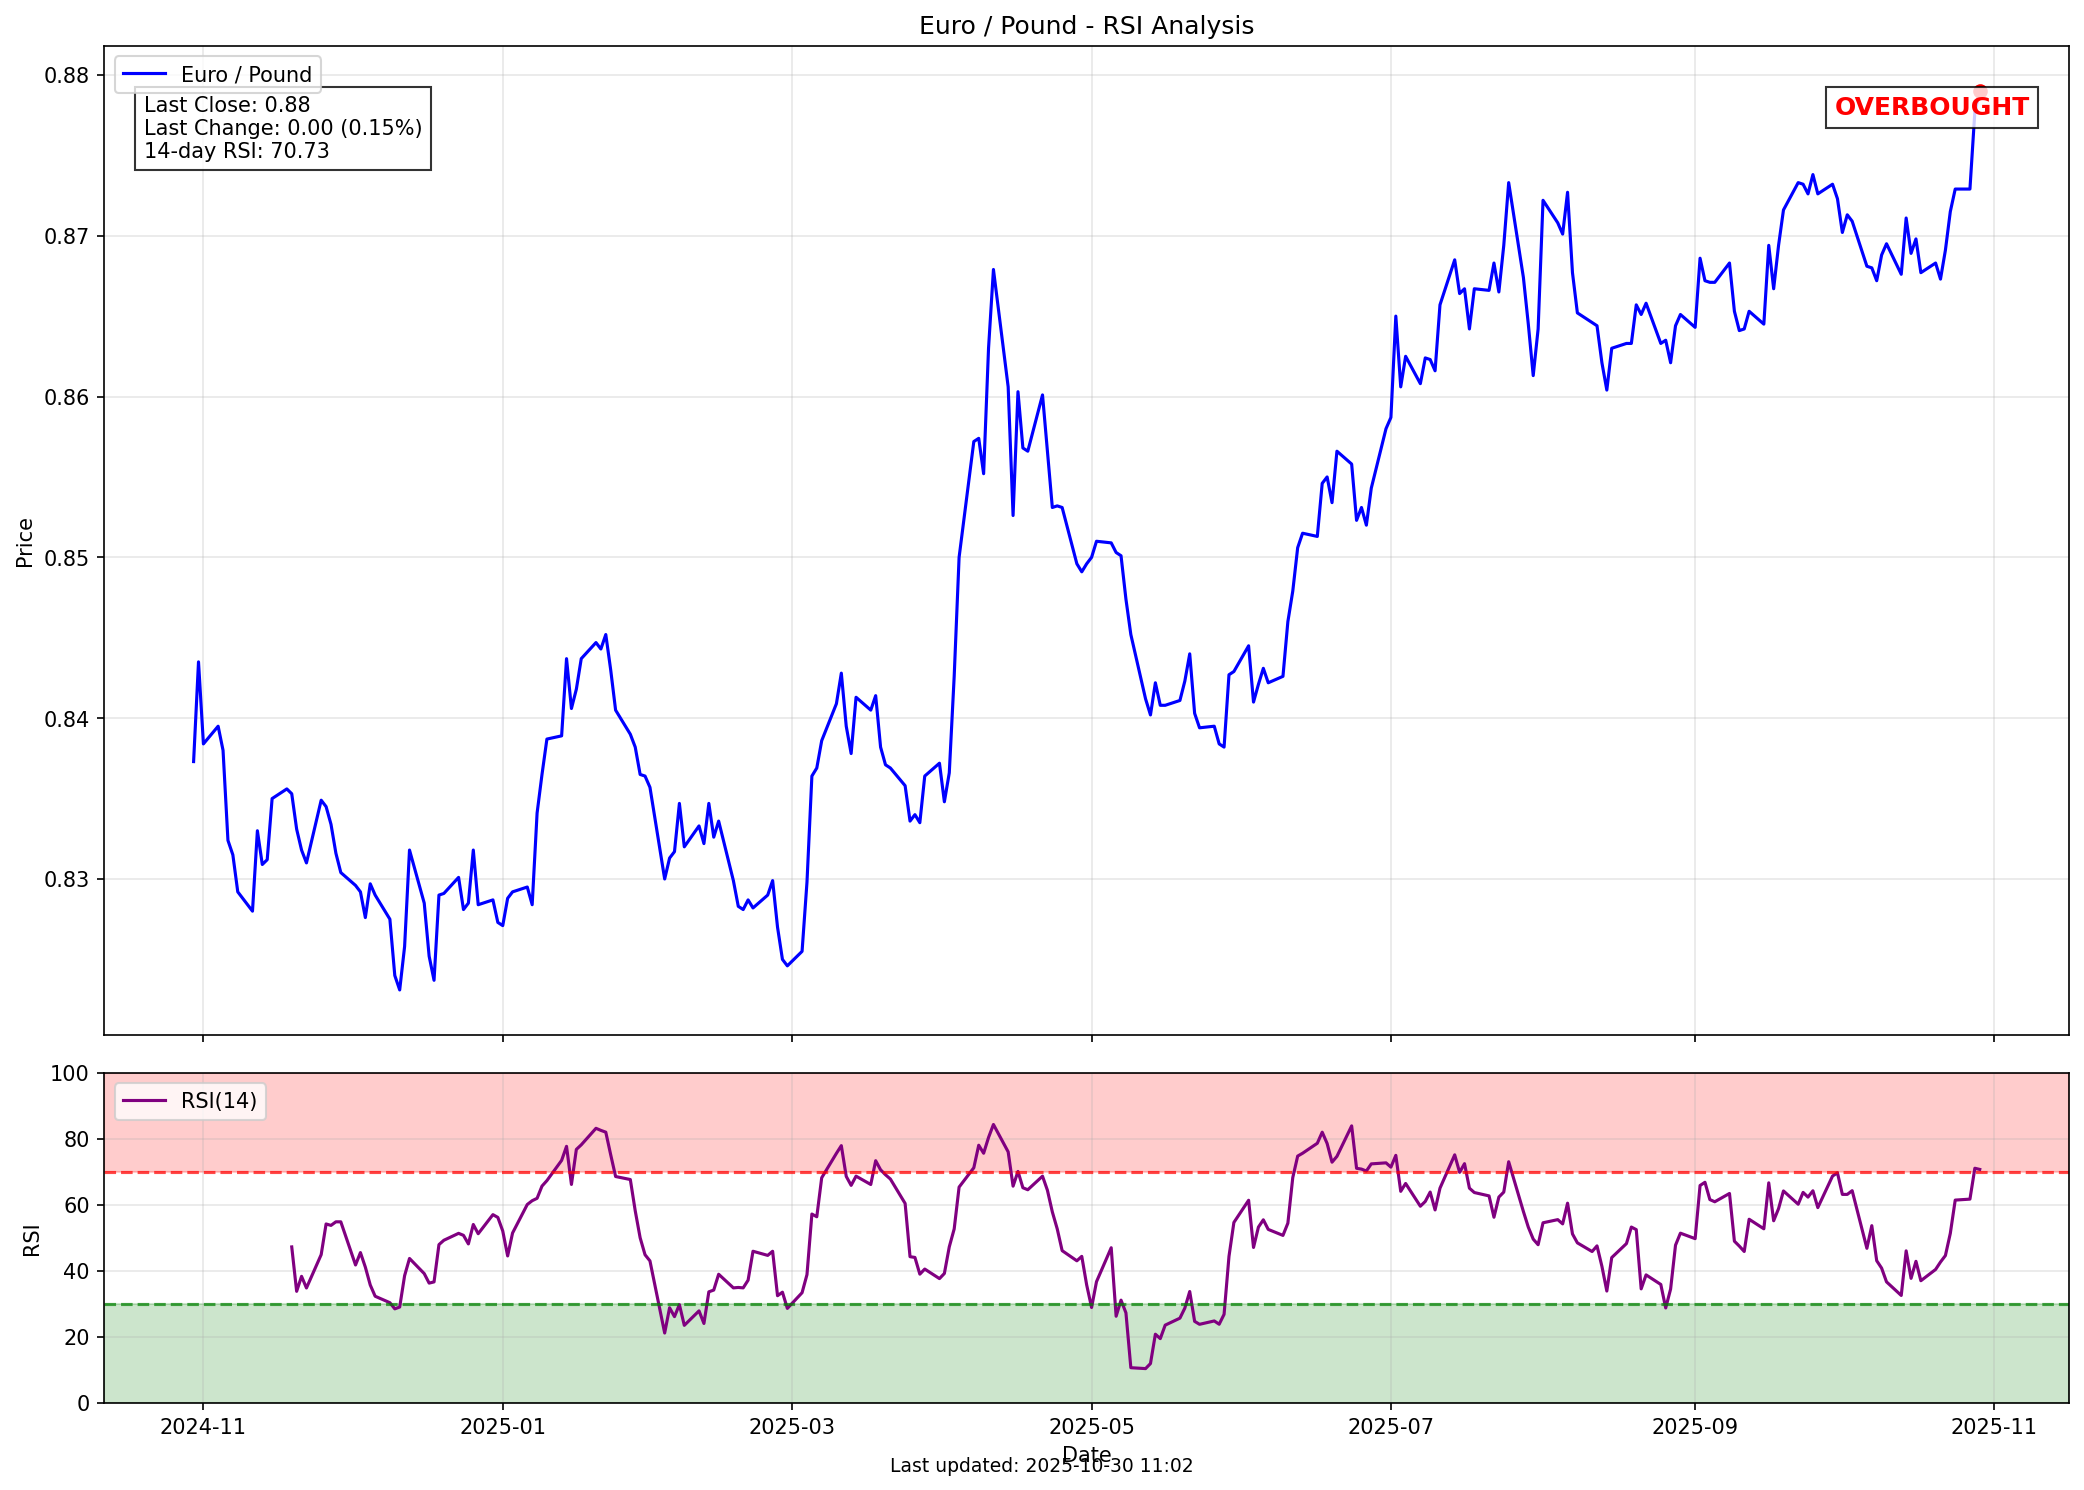 Euro / Pound - RSI Analysis
Euro / Pound
Last Close: 0.88
Last Change: 0.00 (0.15%)
14-day RSI: 70.73
OVERBOUGHT
0.88
0.87
0.86
0.85
0.84
0.83
Price
RSI(14)
100
80
60
40
20
0
RSI
2024-11
2025-01
2025-03
2025-05
2025-07
2025-09
2025-11
Date
Last updated: 2025-10-30 11:02